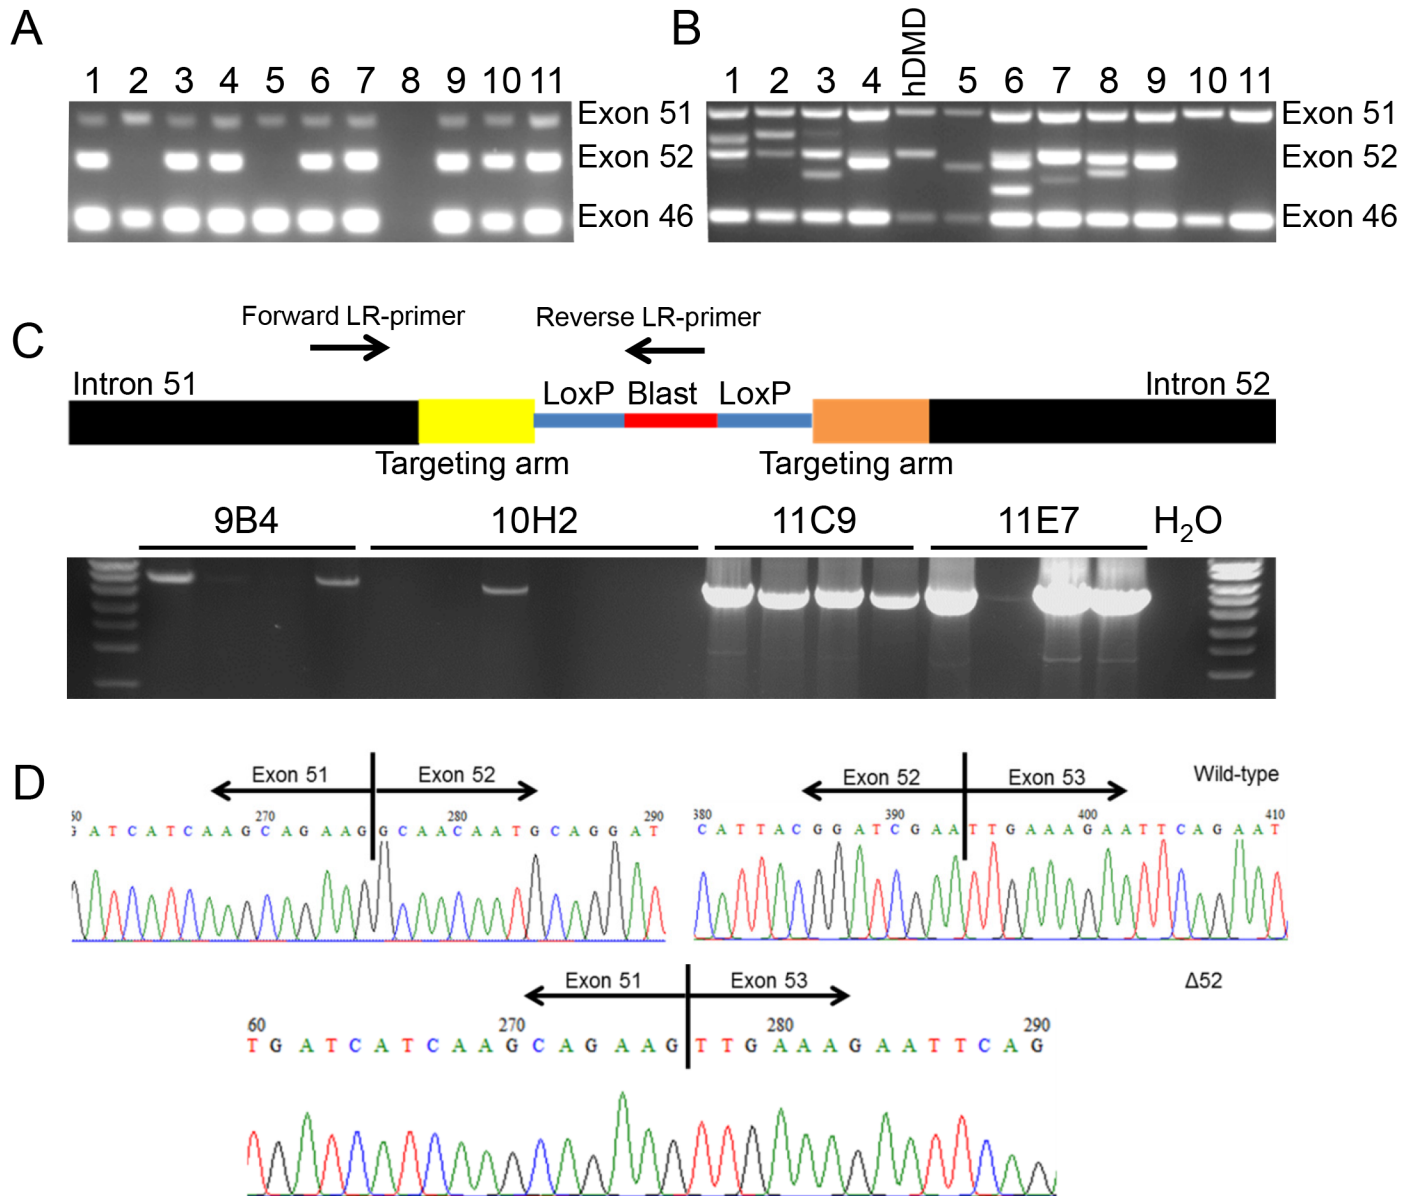 A
B
1 2 3 4 5 6 7 8 9 10 11
Exon 51
Exon 52
Exon 46
1 2 3 4 hDMD 5 6 7 8 9 10 11
Exon 51
Exon 52
Exon 46
C
Forward LR-primer
Reverse LR-primer
Intron 51
LoxP Blast LoxP
Intron 52
Targeting arm
Targeting arm
9B4 10H2 11C9 11E7 H2O
D
Exon 51 Exon 52
270 280 290
G A T C A T C A A G C A G A A G G C A A C A A T G C A G G A T
Exon 52 Exon 53
Wild-type
380 390 400 410
C A T T A C G G A T C G A A T T G A A A G A A T T C A G A A T
Exon 51 Exon 53
Δ52
60 270 280 290
T G A T C A T C A A G C A G A A G T T G A A A G A A T T C A G